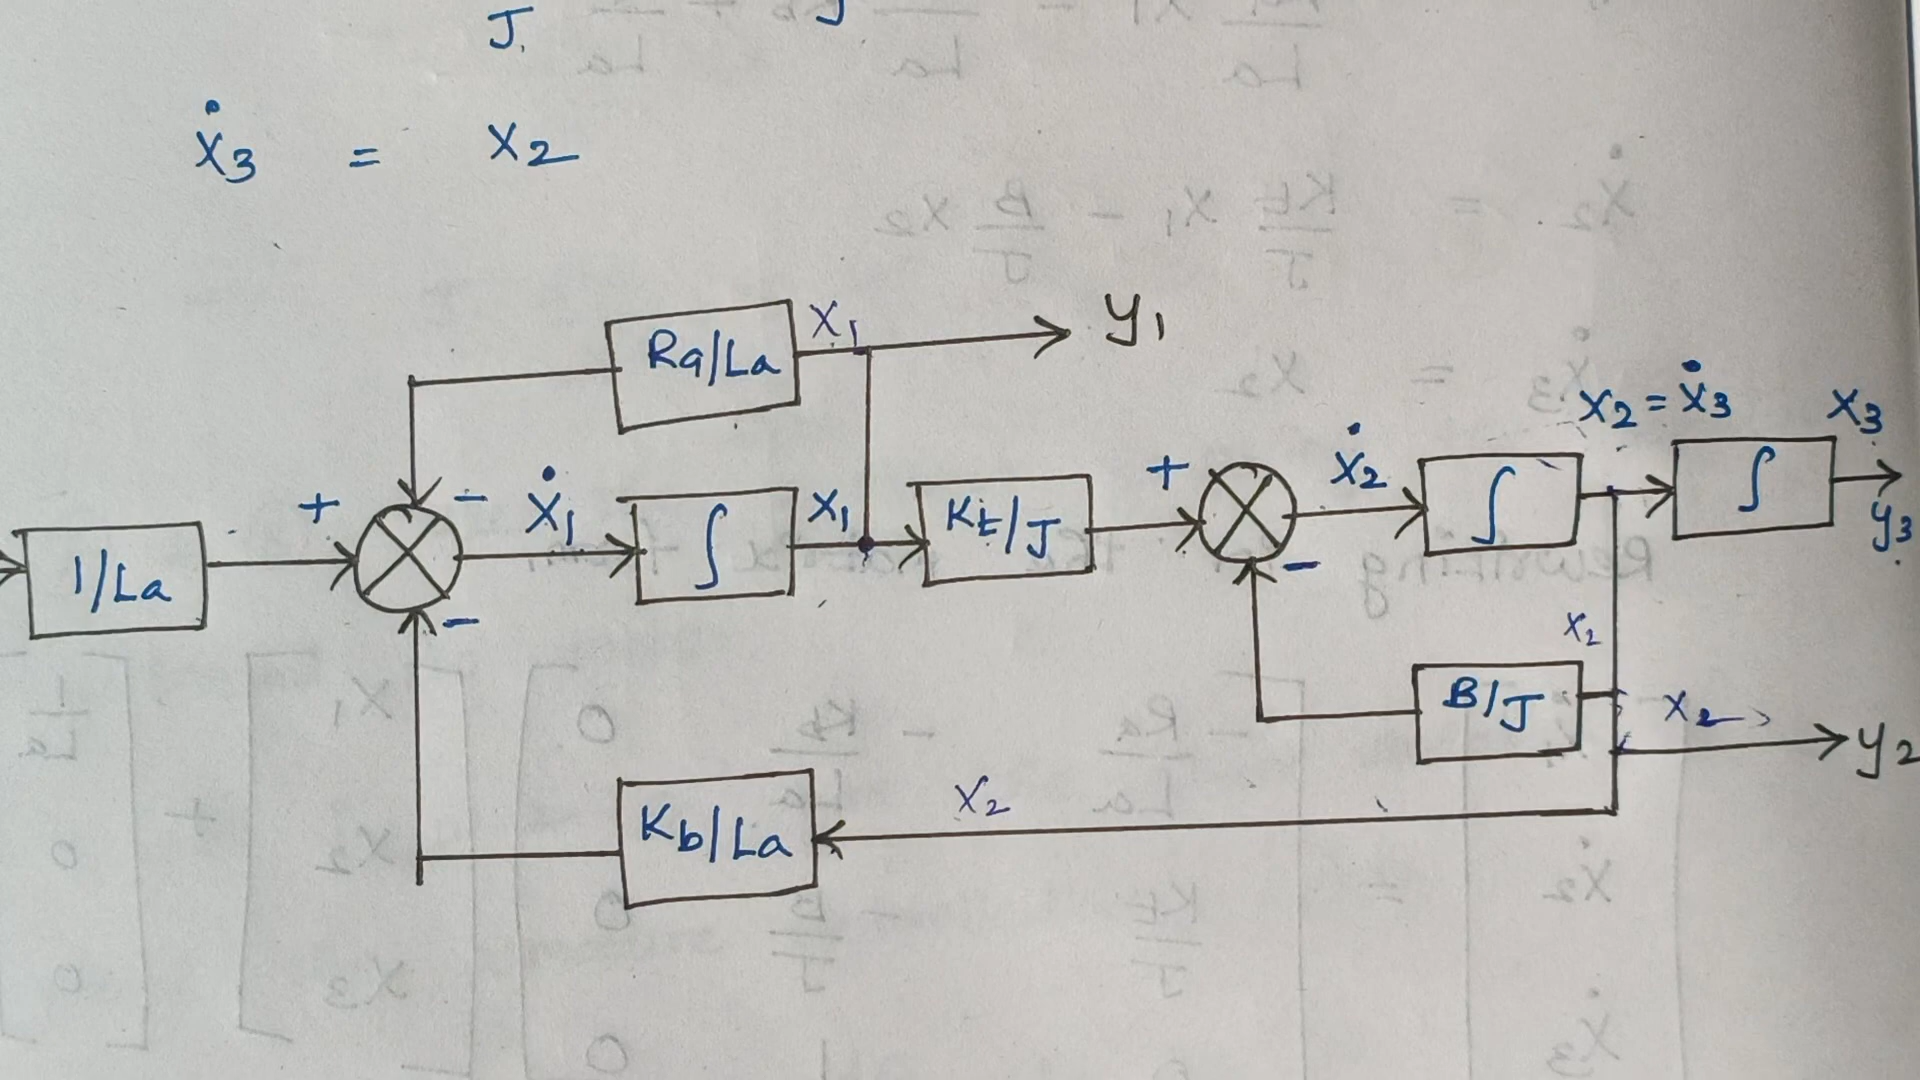 J J
ẋ3 = x2
Ra/La x1 y1
x2 = ẋ3 x3
+ - ẋ1 ∫ x1 Kt/J + ẋ2 ∫ ∫
1/La - - y3
x2
B/J x2 y2
Kb/La x2